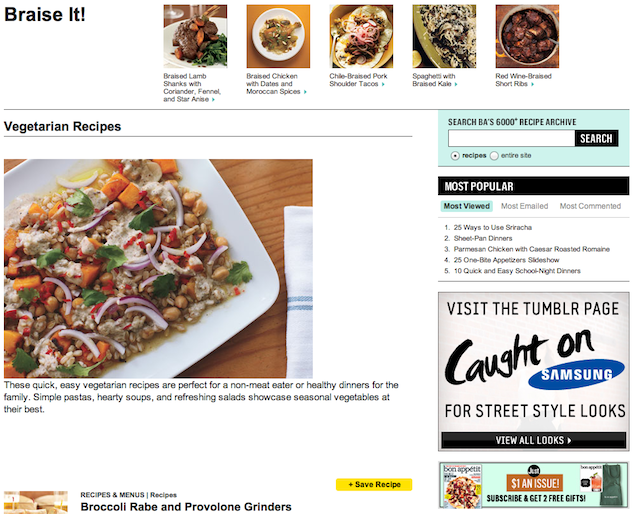 Braise It!
Braised Lamb
Shanks with
Coriander, Fennel,
and Star Anise
Braised Chicken
with Dates and
Moroccan Spices
Chile-Braised Pork
Shoulder Tacos
Spaghetti with
Braised Kale
Red Wine-Braised
Short Ribs
Vegetarian Recipes
These quick, easy vegetarian recipes are perfect for a non-meat eater or healthy dinners for the
family. Simple pastas, hearty soups, and refreshing salads showcase seasonal vegetables at
their best.
+ Save Recipe
RECIPES & MENUS | Recipes
Broccoli Rabe and Provolone Grinders
SEARCH BA'S 6000+ RECIPE ARCHIVE
SEARCH
recipes entire site
MOST POPULAR
Most Viewed Most Emailed Most Commented
1. 25 Ways to Use Sriracha
2. Sheet-Pan Dinners
3. Parmesan Chicken with Caesar Roasted Romaine
4. 25 One-Bite Appetizers Slideshow
5. 10 Quick and Easy School-Night Dinners
VISIT THE TUMBLR PAGE
Caught on
SAMSUNG
FOR STREET STYLE LOOKS
VIEW ALL LOOKS
bon appétit
Just
$1 AN ISSUE!
SUBSCRIBE & GET 2 FREE GIFTS!
bon appétit